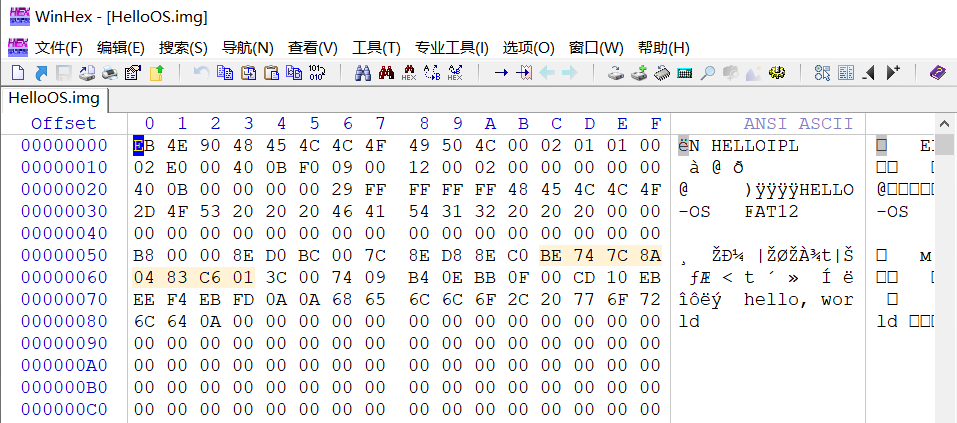 WinHex - [HelloOS.img]
文件(F) 编辑(E) 搜索(S) 导航(N) 查看(V) 工具(T) 专业工具(I) 选项(O) 窗口(W) 帮助(H)
HelloOS.img
Offset 0 1 2 3 4 5 6 7 8 9 A B C D E F ANSI ASCII
00000000 EB 4E 90 48 45 4C 4C 4F 49 50 4C 00 02 01 01 00 ëN HELLOIPL
00000010 02 E0 00 40 0B F0 09 00 12 00 02 00 00 00 00 00 à @ ð
00000020 40 0B 00 00 00 00 29 FF FF FF FF 48 45 4C 4C 4F @ )ÿÿÿÿHELLO
00000030 2D 4F 53 20 20 20 46 41 54 31 32 20 20 20 00 00 -OS FAT12 -OS
00000040 00 00 00 00 00 00 00 00 00 00 00 00 00 00 00 00
00000050 B8 00 00 8E D0 BC 00 7C 8E D8 8E C0 BE 74 7C 8A ¸ ŽÐ¼ |ŽØŽÀ¾t|Š
00000060 04 83 C6 01 3C 00 74 09 B4 0E BB 0F 00 CD 10 EB ƒÆ < t ´ » Í ë
00000070 EE F4 EB FD 0A 0A 68 65 6C 6C 6F 2C 20 77 6F 72 îôëý hello, wor
00000080 6C 64 0A 00 00 00 00 00 00 00 00 00 00 00 00 00 ld ld
00000090 00 00 00 00 00 00 00 00 00 00 00 00 00 00 00 00
000000A0 00 00 00 00 00 00 00 00 00 00 00 00 00 00 00 00
000000B0 00 00 00 00 00 00 00 00 00 00 00 00 00 00 00 00
000000C0 00 00 00 00 00 00 00 00 00 00 00 00 00 00 00 00